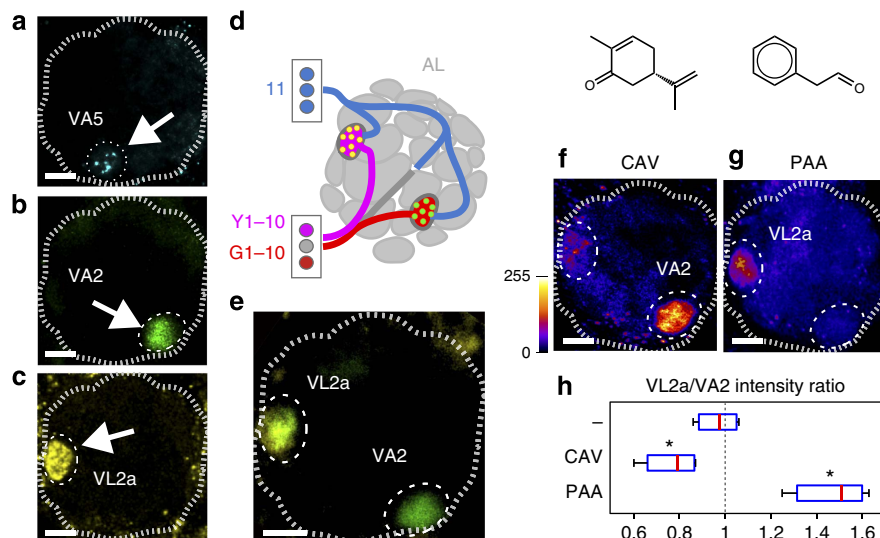 a
VA5
b
VA2
c
VL2a
d
AL
11
Y1–10
G1–10
e
VL2a
VA2
O
O
f
CAV
VA2
255
0
g
PAA
VL2a
h
VL2a/VA2 intensity ratio
–
CAV
*
PAA
*
0.6 0.8 1 1.2 1.4 1.6